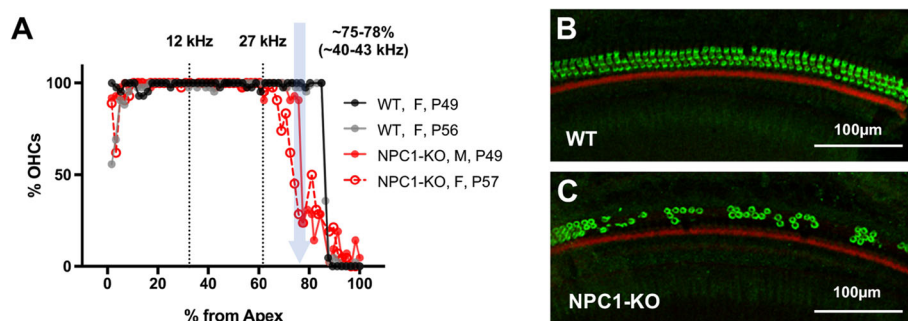 A
12 kHz
27 kHz
~75-78%
(~40-43 kHz)
100
50
0
% OHCs
0
20
40
60
80
100
% from Apex
WT, F, P49
WT, F, P56
NPC1-KO, M, P49
NPC1-KO, F, P57
B
WT
100µm
C
NPC1-KO
100µm